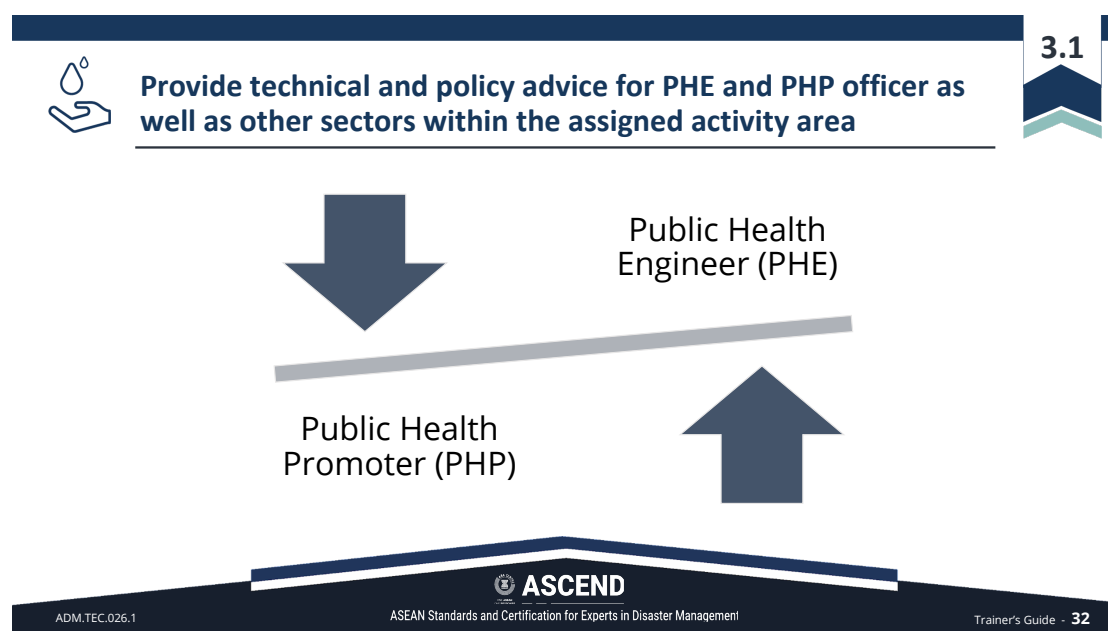 3.1
Provide technical and policy advice for PHE and PHP officer as
well as other sectors within the assigned activity area
Public Health
Engineer (PHE)
Public Health
Promoter (PHP)
ASCEND
ASEAN Standards and Certification for Experts in Disaster Management
ADM.TEC.026.1
Trainer's Guide - 32